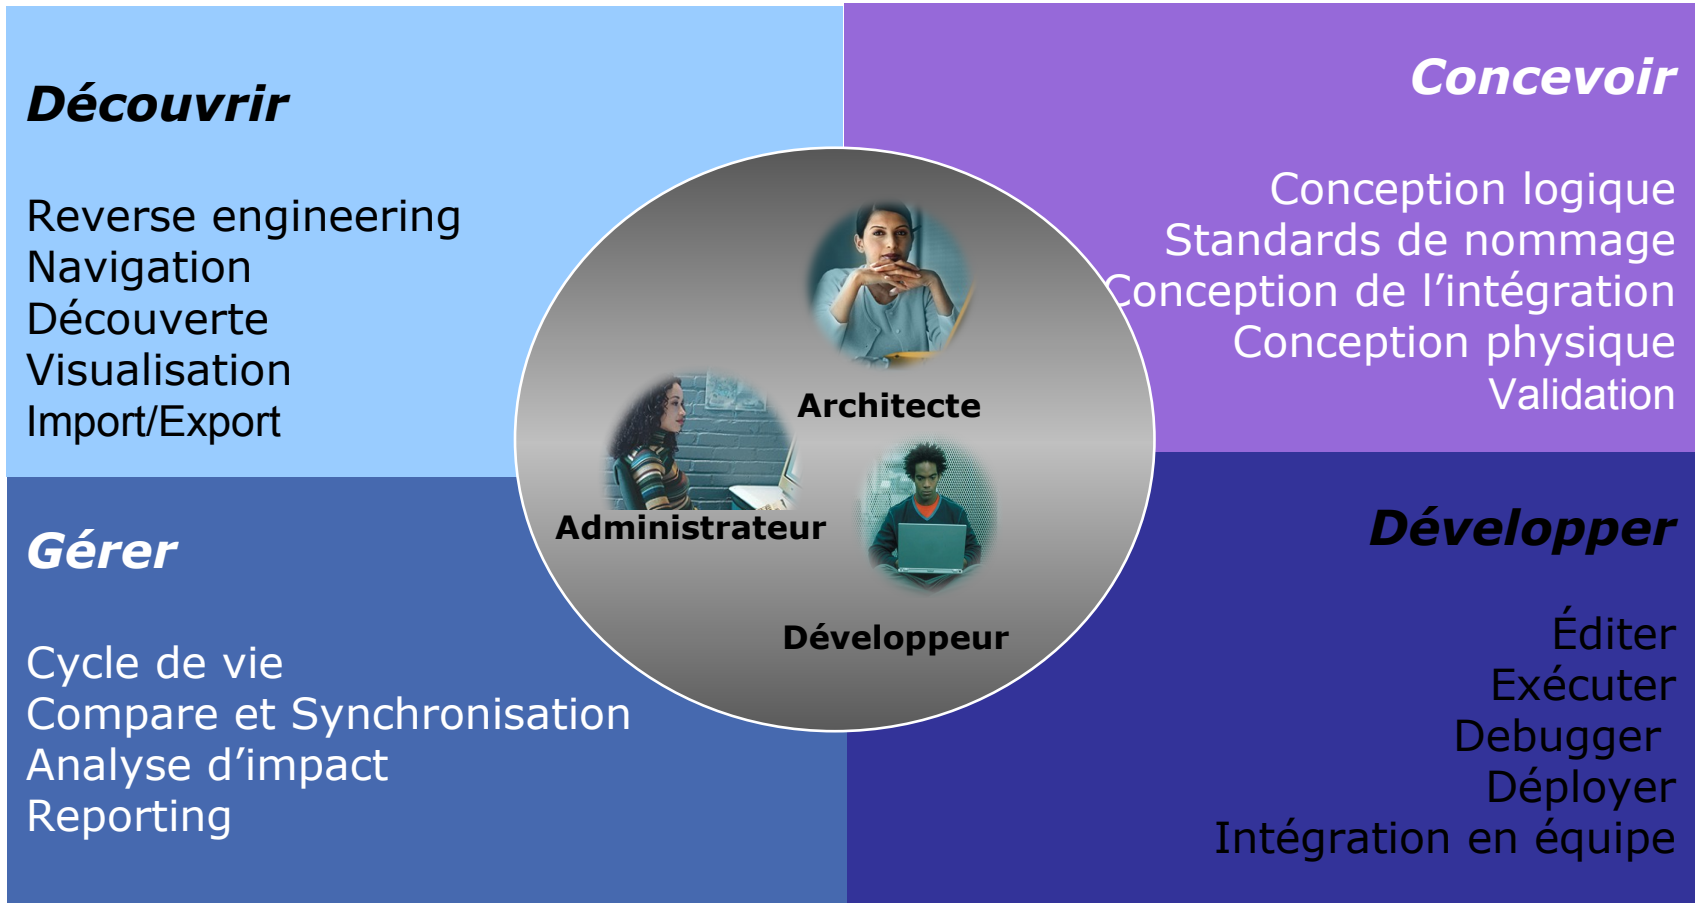 Découvrir
Reverse engineering
Navigation
Découverte
Visualisation
Import/Export
Concevoir
Conception logique
Standards de nommage
Conception de l’intégration
Conception physique
Validation
Architecte
Administrateur
Développeur
Gérer
Cycle de vie
Compare et Synchronisation
Analyse d’impact
Reporting
Développer
Éditer
Exécuter
Debugger
Déployer
Intégration en équipe